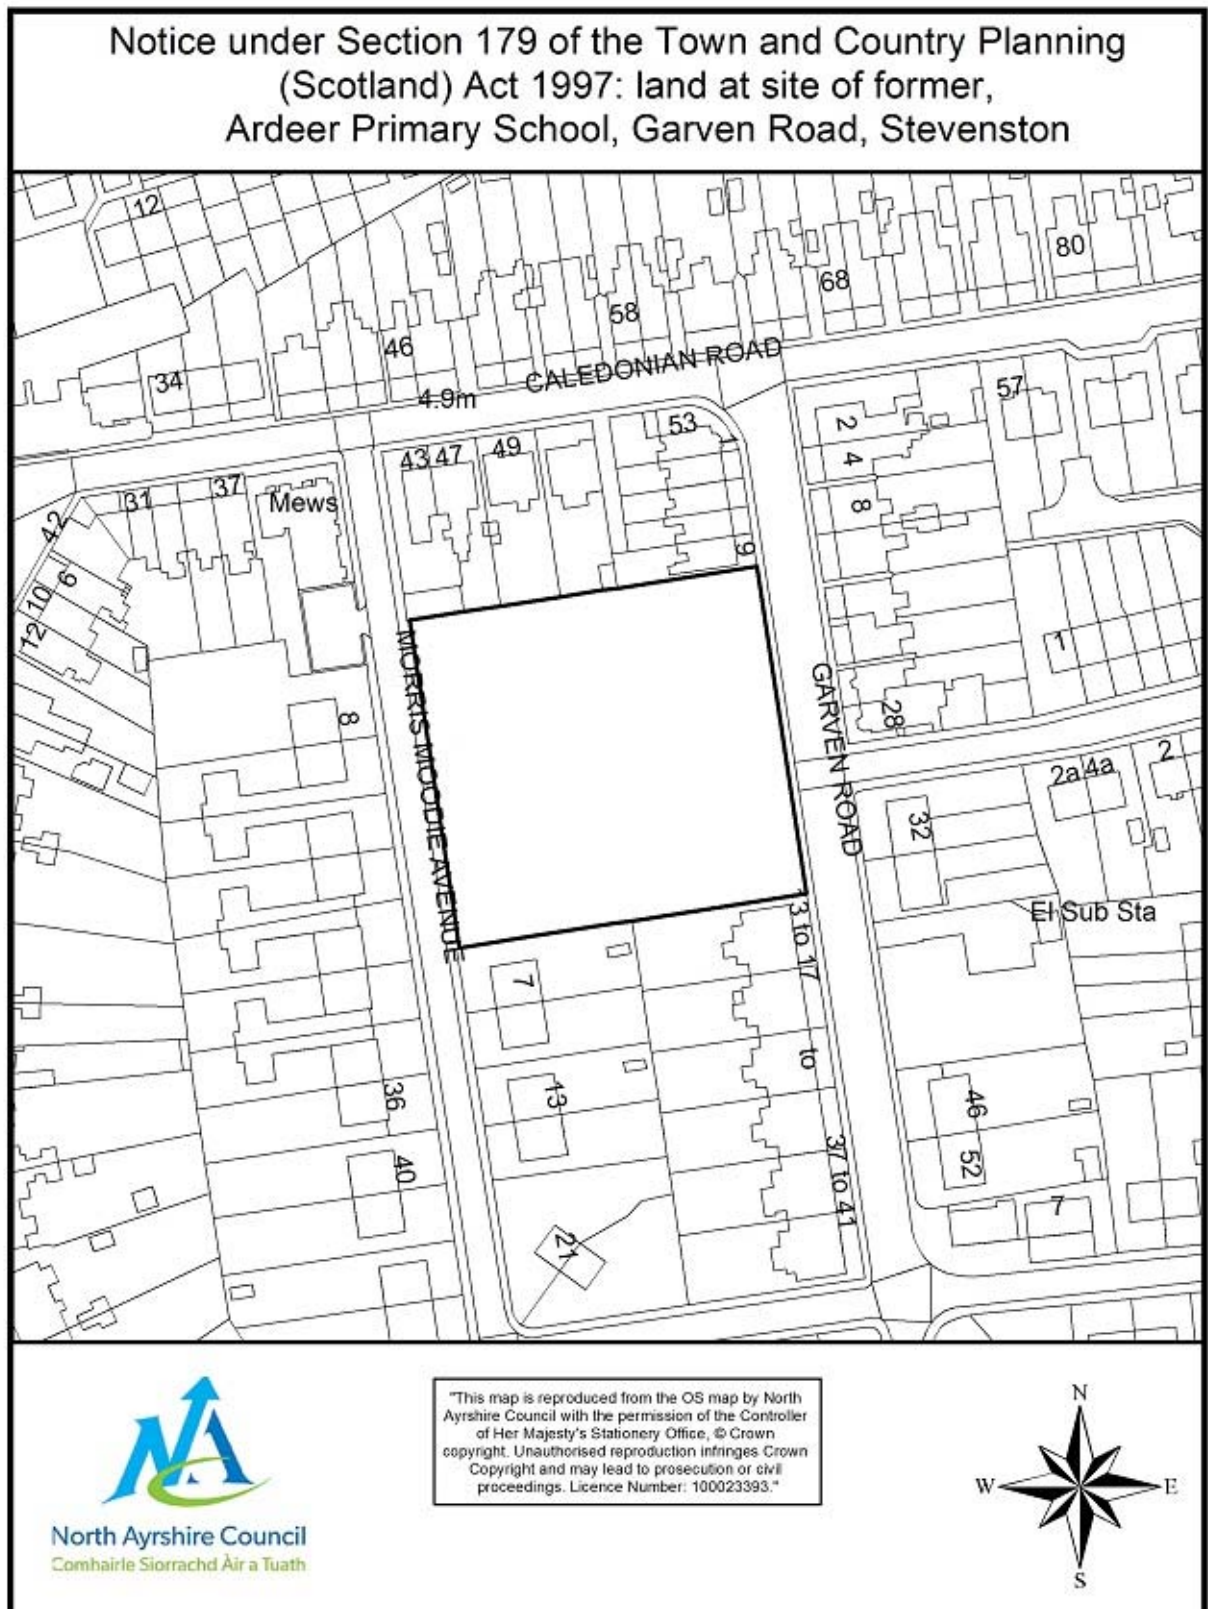 Notice under Section 179 of the Town and Country Planning
(Scotland) Act 1997: land at site of former,
Ardeer Primary School, Garven Road, Stevenston
12
80
68
58
46
34
CALEDONIAN ROAD
4.9m
57
53
2
49
43 47
4
37
31
Mews
8
42
9
6
10
12
1
MORRIS MOODIE AVENUE
GARVEN ROAD
28
8
2
2a 4a
32
El Sub Sta
3 to 17
7
to
13
36
46
37 to 41
40
52
7
21
"This map is reproduced from the OS map by North
Ayrshire Council with the permission of the Controller
of Her Majesty's Stationery Office, © Crown
copyright. Unauthorised reproduction infringes Crown
Copyright and may lead to prosecution or civil
proceedings. Licence Number: 100023393."
North Ayrshire Council
Comhairle Siorrachd Àir a Tuath
N
W
E
S